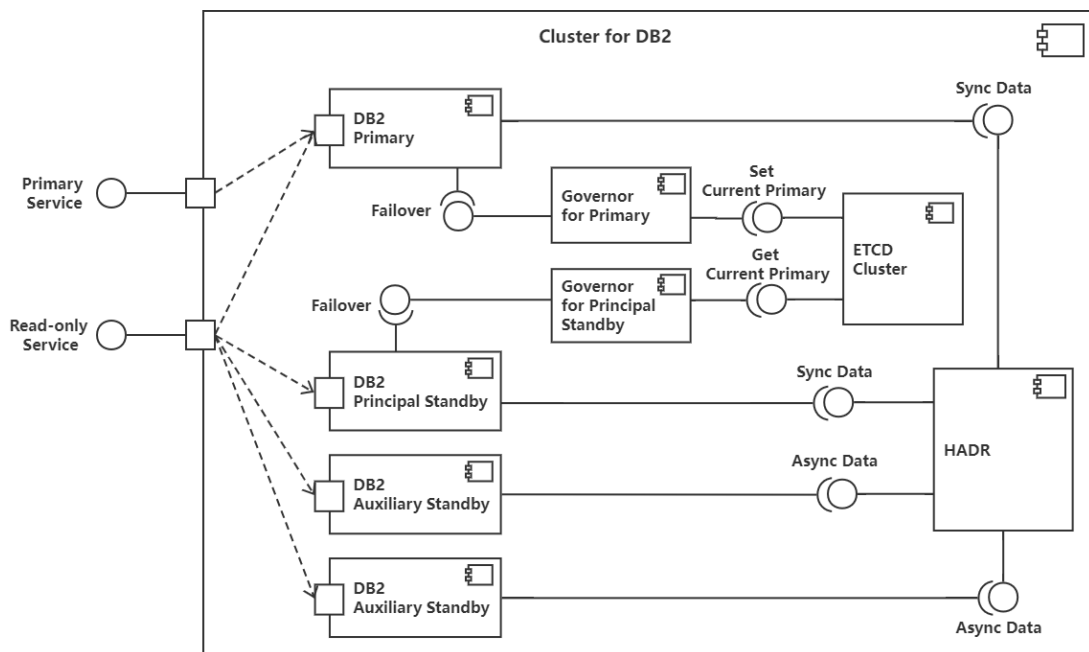 Cluster for DB2
Sync Data
DB2
Primary
Primary
Service
Failover
Governor
for Primary
Set
Current Primary
ETCD
Cluster
Get
Current Primary
Governor
for Principal
Standby
Failover
Read-only
Service
DB2
Principal Standby
Sync Data
HADR
DB2
Auxiliary Standby
Async Data
DB2
Auxiliary Standby
Async Data